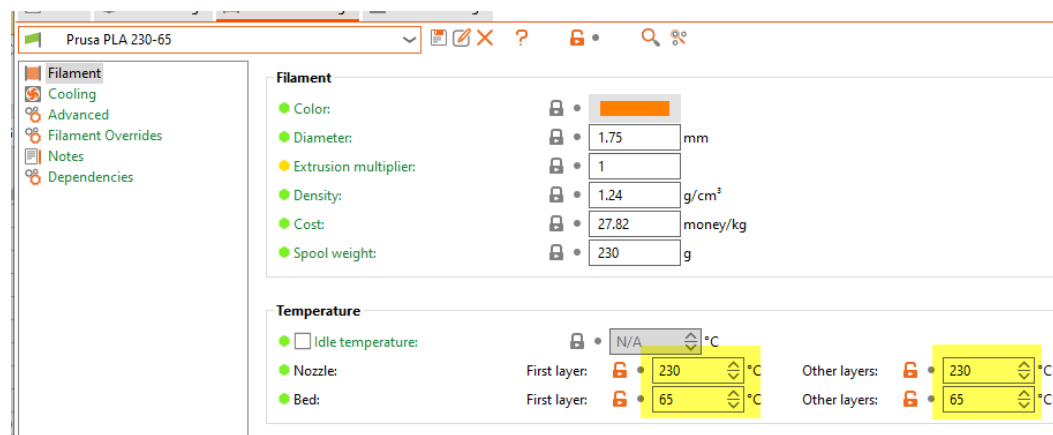 Prusa PLA 230-65
?
Filament
Cooling
Advanced
Filament Overrides
Notes
Dependencies
Filament
Color:
Diameter: 1.75 mm
Extrusion multiplier: 1
Density: 1.24 g/cm³
Cost: 27.82 money/kg
Spool weight: 230 g
Temperature
Idle temperature: N/A °C
Nozzle: First layer: 230 °C Other layers: 230 °C
Bed: First layer: 65 °C Other layers: 65 °C